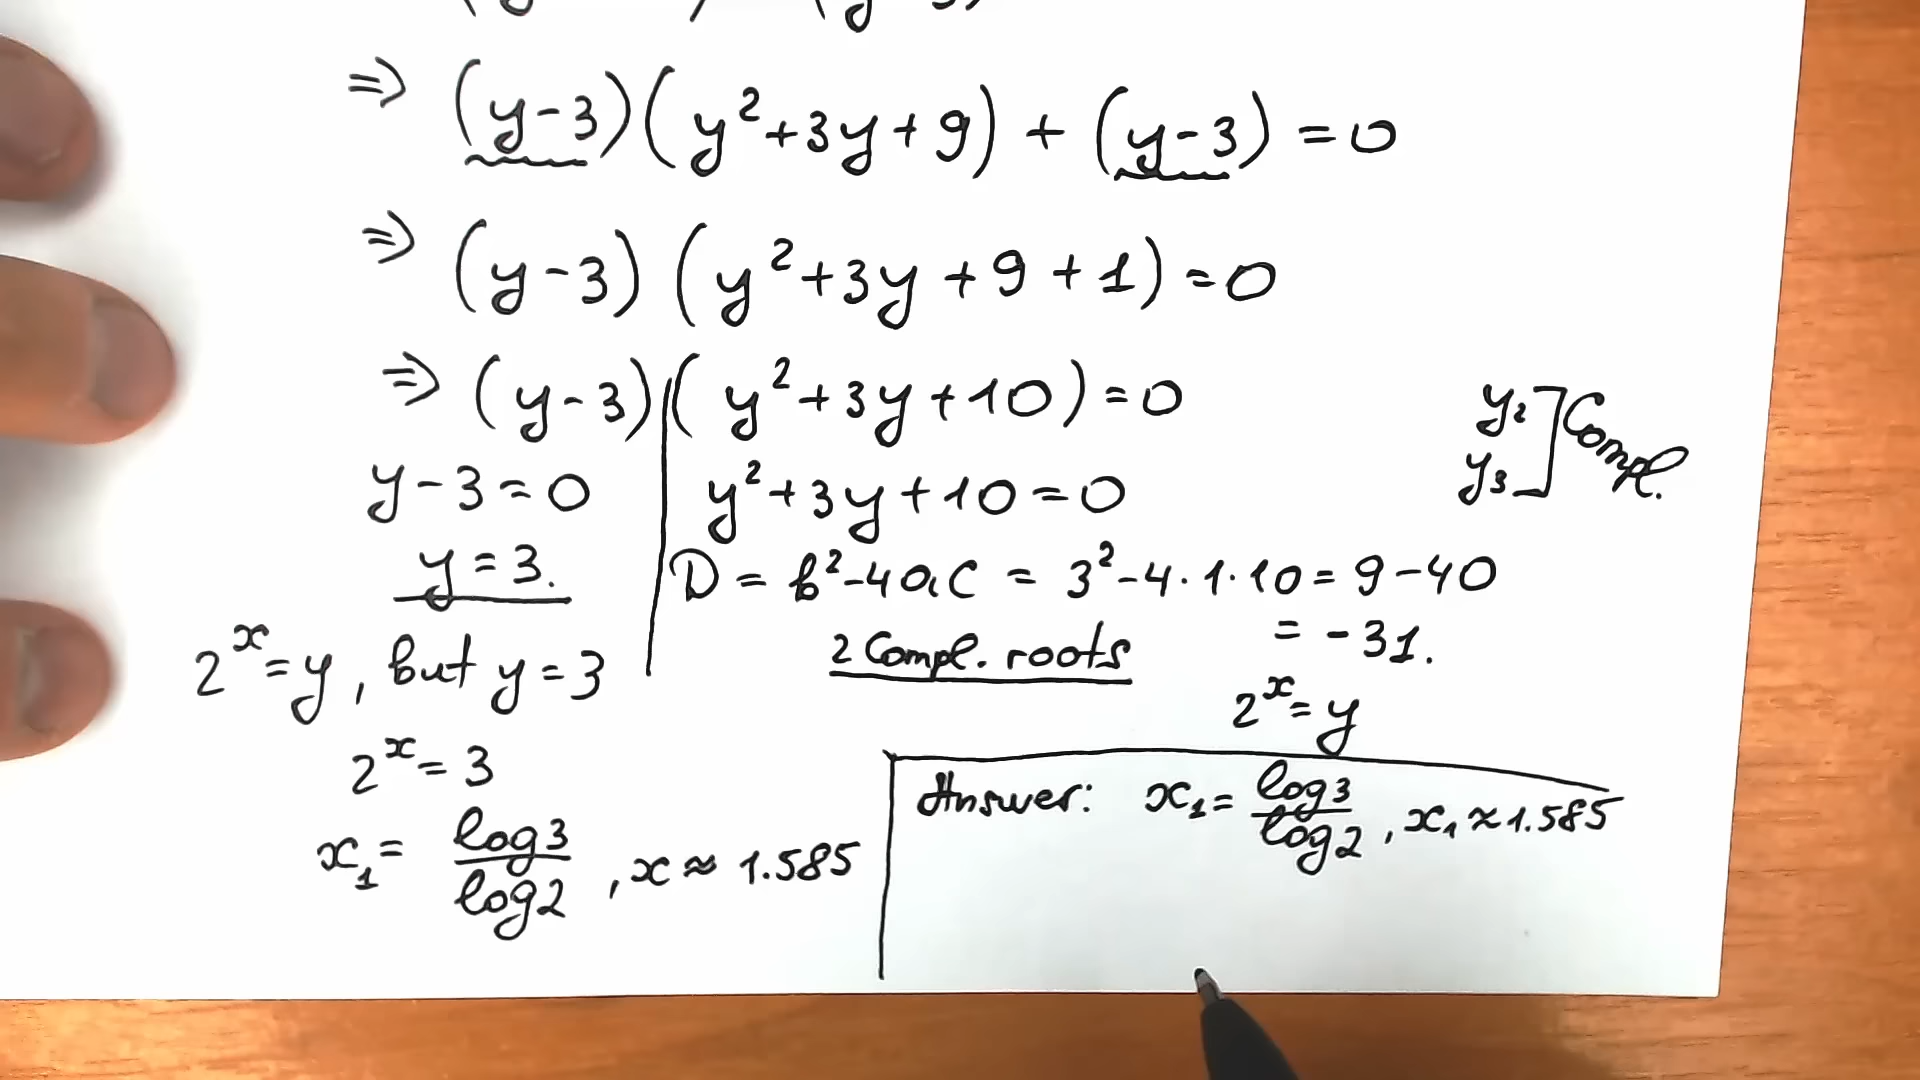 => (y-3)(y²+3y+9) + (y-3) = 0
=> (y-3)(y²+3y+9+1) = 0
=> (y-3)(y²+3y+10) = 0
y-3=0
y=3.
2^x=y, but y=3
2^x=3
x₁= log3/log2, x≈1.585
y²+3y+10=0
D = b²-4ac = 3²-4·1·10 = 9-40
= -31.
2 Compl. roots
y₂
y₃ ] Compl.
2^x=y
Answer: x₁= log3/log2, x₁≈1.585